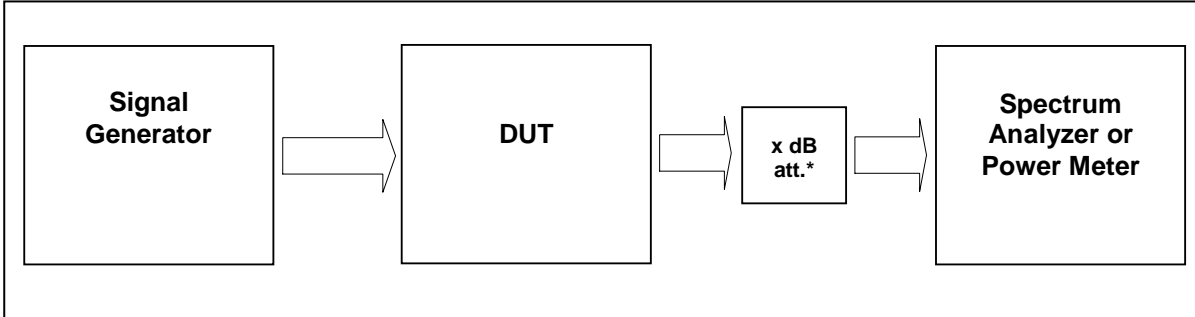 Signal
Generator
DUT
x dB
att.*
Spectrum
Analyzer or
Power Meter